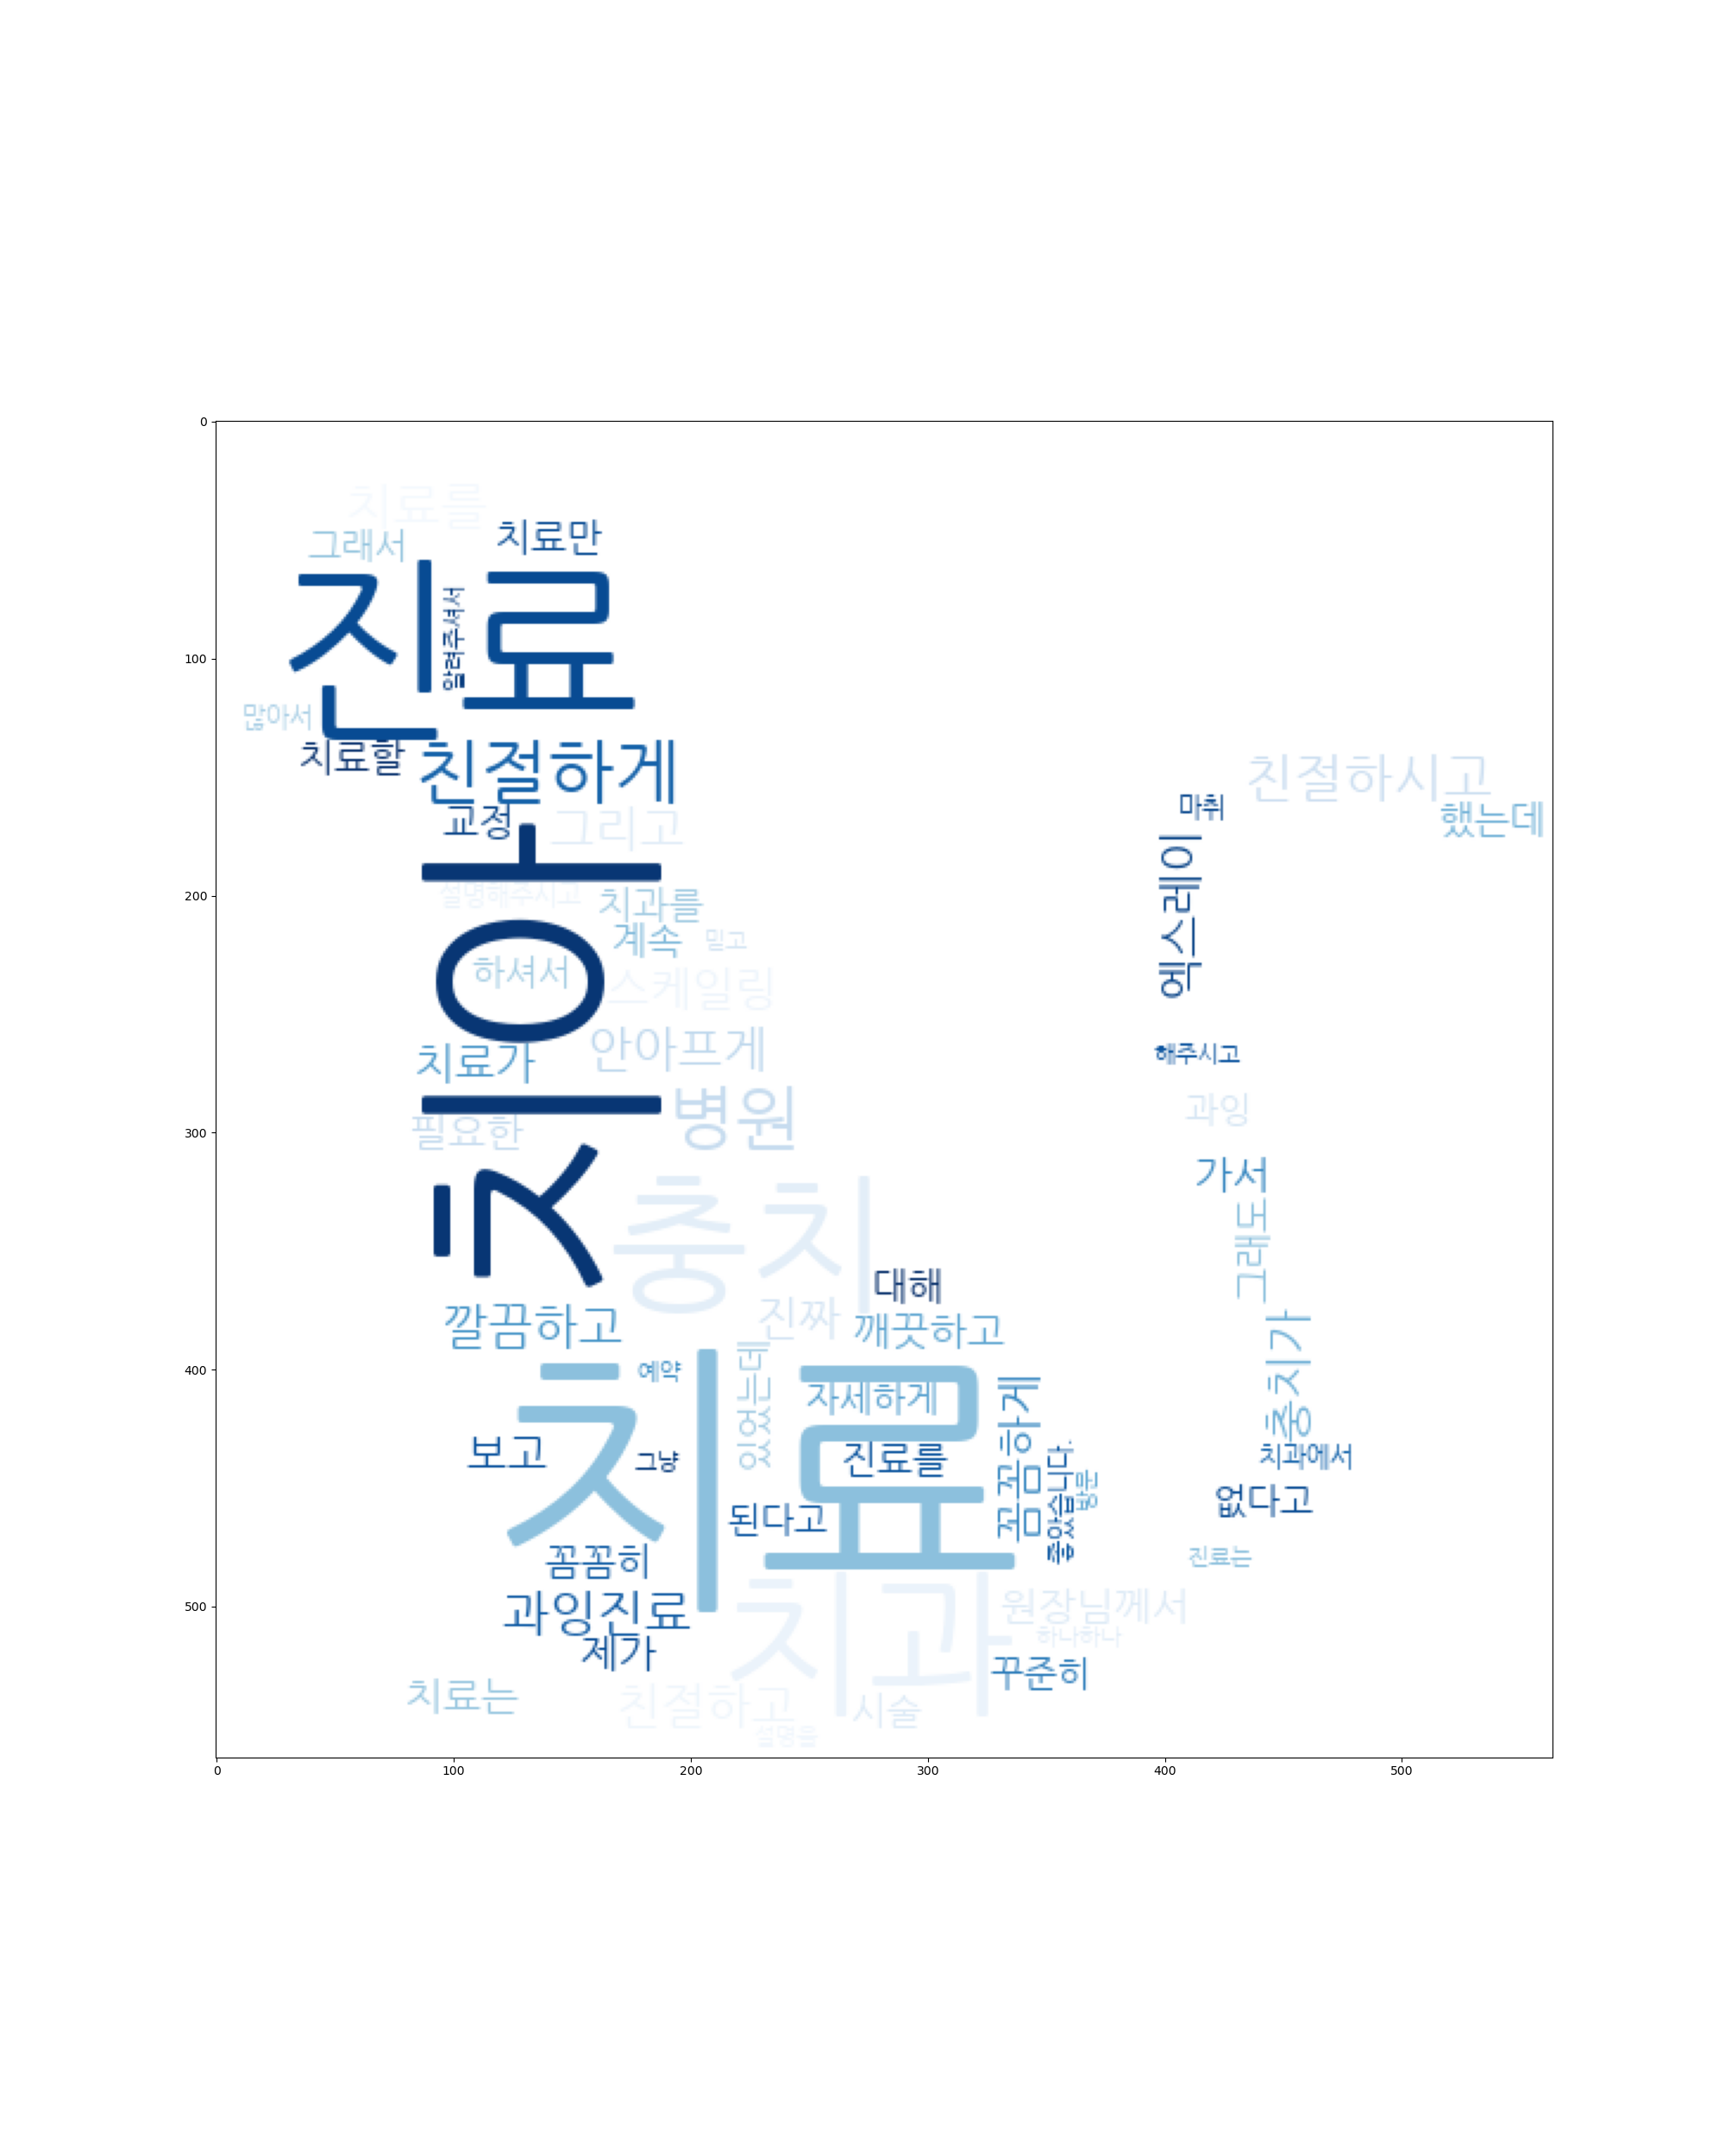 0
치료를
치료만
그래서
진료
알려주셔서
100
많아서
치료할
친절하게
친절하시고
마취
했는데
교정
그리고
치아
엑스레이
설명해주시고
치과를
200
계속
믿고
하셔서
스케일링
안아프게
해주시고
치료가
병원
과잉
필요한
300
가서
충치
그래도
대해
진짜
깨끗하고
깔끔하고
충치가
예약
400
치료
있었는데
자세하게
꼼꼼하게
보고
그냥
진료를
좋았습니다.
방문
치과에서
된다고
없다고
꼼꼼히
진료는
과잉진료
500
치과
원장님께서
하나하나
제가
꾸준히
치료는
친절하고
시술
설명을
0
100
200
300
400
500